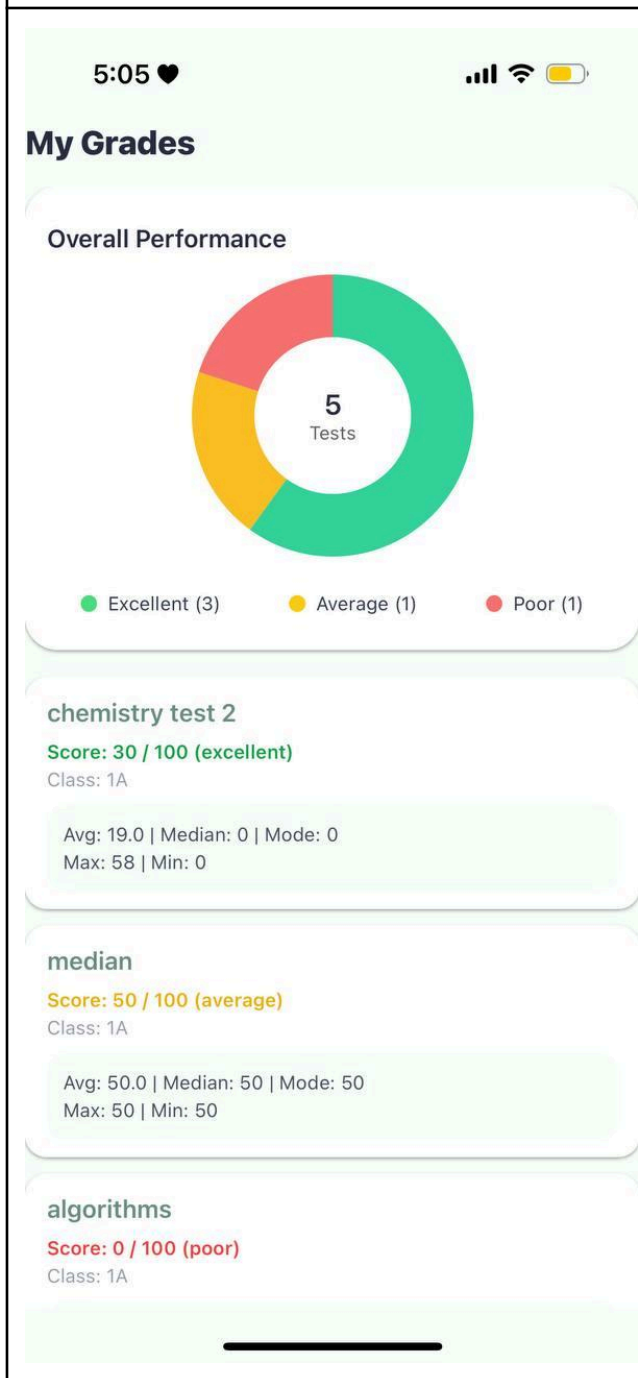 5:05
My Grades
Overall Performance
5
Tests
Excellent (3) Average (1) Poor (1)
chemistry test 2
Score: 30 / 100 (excellent)
Class: 1A
Avg: 19.0 | Median: 0 | Mode: 0
Max: 58 | Min: 0
median
Score: 50 / 100 (average)
Class: 1A
Avg: 50.0 | Median: 50 | Mode: 50
Max: 50 | Min: 50
algorithms
Score: 0 / 100 (poor)
Class: 1A